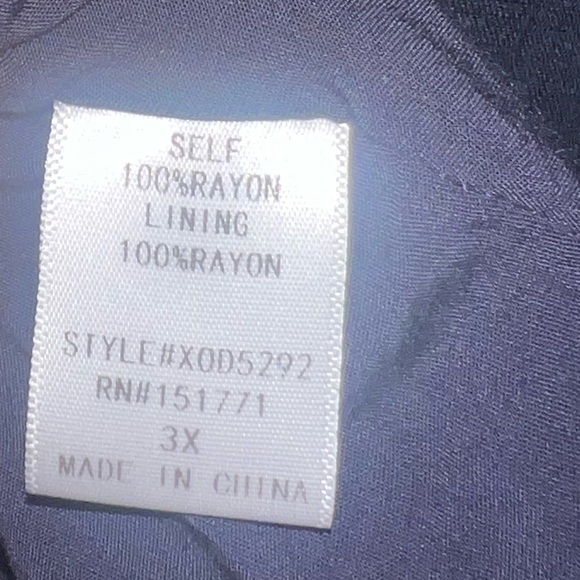 SELF
100%RAYON
LINING
100%RAYON
STYLE#XOD5292
RN#151771
3X
MADE IN CHINA